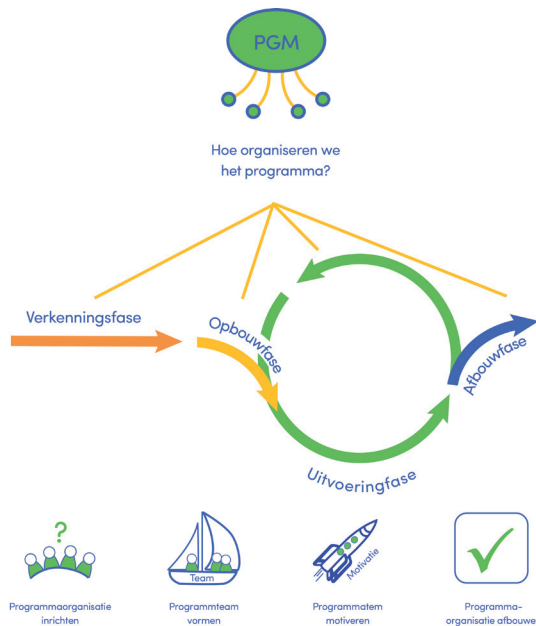 PGM
Hoe organiseren we
het programma?
Verkenningsfase
Opbouwfase
Afbouwfase
Uitvoeringfase
?
Team
Motivatie
Programmaorganisatie
inrichten
Programmteam
vormen
Programmatem
motiveren
Programma-
organisatie afbouwe